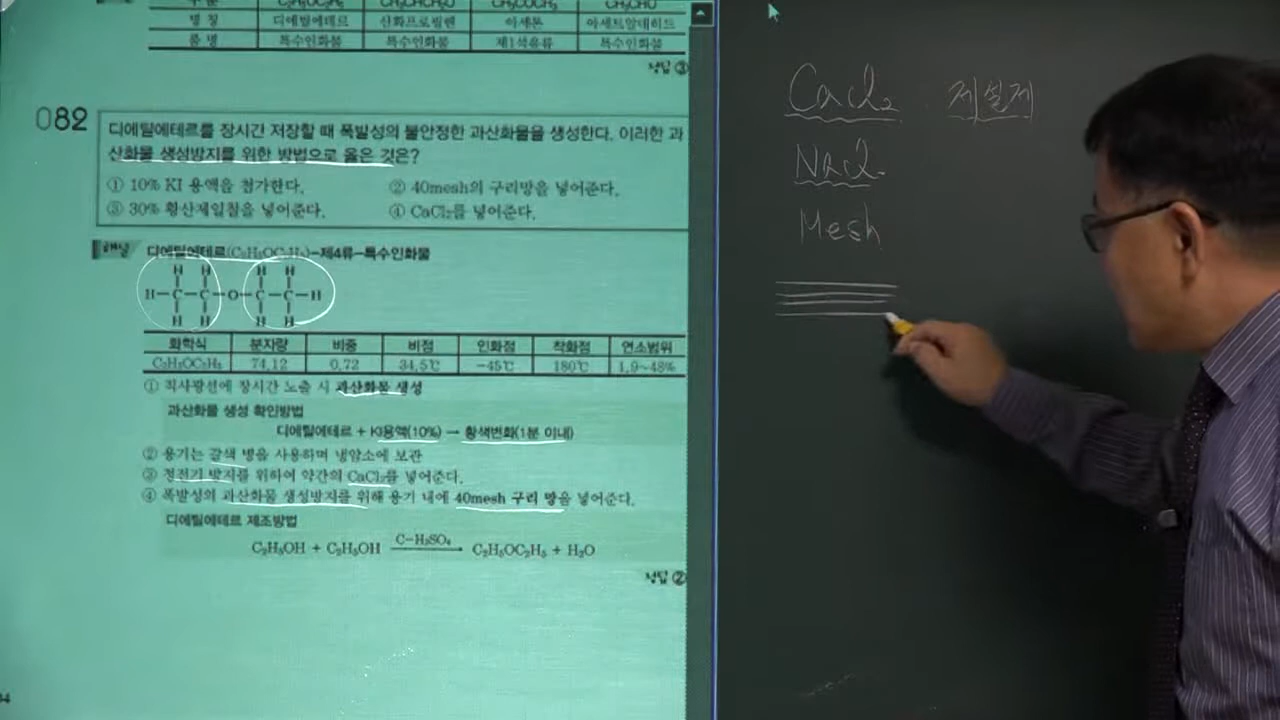 구 분 C₂H₅OC₂H₅ CH₃CHCH₂O CH₃COCH₃ CH₃CHO
명 칭 디에틸에테르 산화프로필렌 아세톤 아세트알데히드
품 명 특수인화물 특수인화물 제1석유류 특수인화물
정답 ③
082
디에틸에테르를 장시간 저장할 때 폭발성의 불안정한 과산화물을 생성한다. 이러한 과
산화물 생성방지를 위한 방법으로 옳은 것은?
① 10% KI 용액을 첨가한다. ② 40mesh의 구리망을 넣어준다.
③ 30% 황산제일철을 넣어준다. ④ CaCl₂를 넣어준다.
해설 디에틸에테르(C₂H₅OC₂H₅)-제4류-특수인화물
H H H H
H-C-C-O-C-C-H
H H H H
화학식 분자량 비중 비점 인화점 착화점 연소범위
C₂H₅OC₂H₅ 74.12 0.72 34.5℃ -45℃ 180℃ 1.9~48%
① 직사광선에 장시간 노출 시 과산화물 생성
과산화물 생성 확인방법
디에틸에테르 + KI용액(10%) → 황색변화(1분 이내)
② 용기는 갈색 병을 사용하며 냉암소에 보관
③ 정전기 방지를 위하여 약간의 CaCl₂를 넣어준다.
④ 폭발성의 과산화물 생성방지를 위해 용기 내에 40mesh 구리 망을 넣어준다.
디에틸에테르 제조방법
C₂H₅OH + C₂H₅OH C-H₂SO₄ → C₂H₅OC₂H₅ + H₂O
정답 ②
CaCl₂ 제설제
NaCl
Mesh